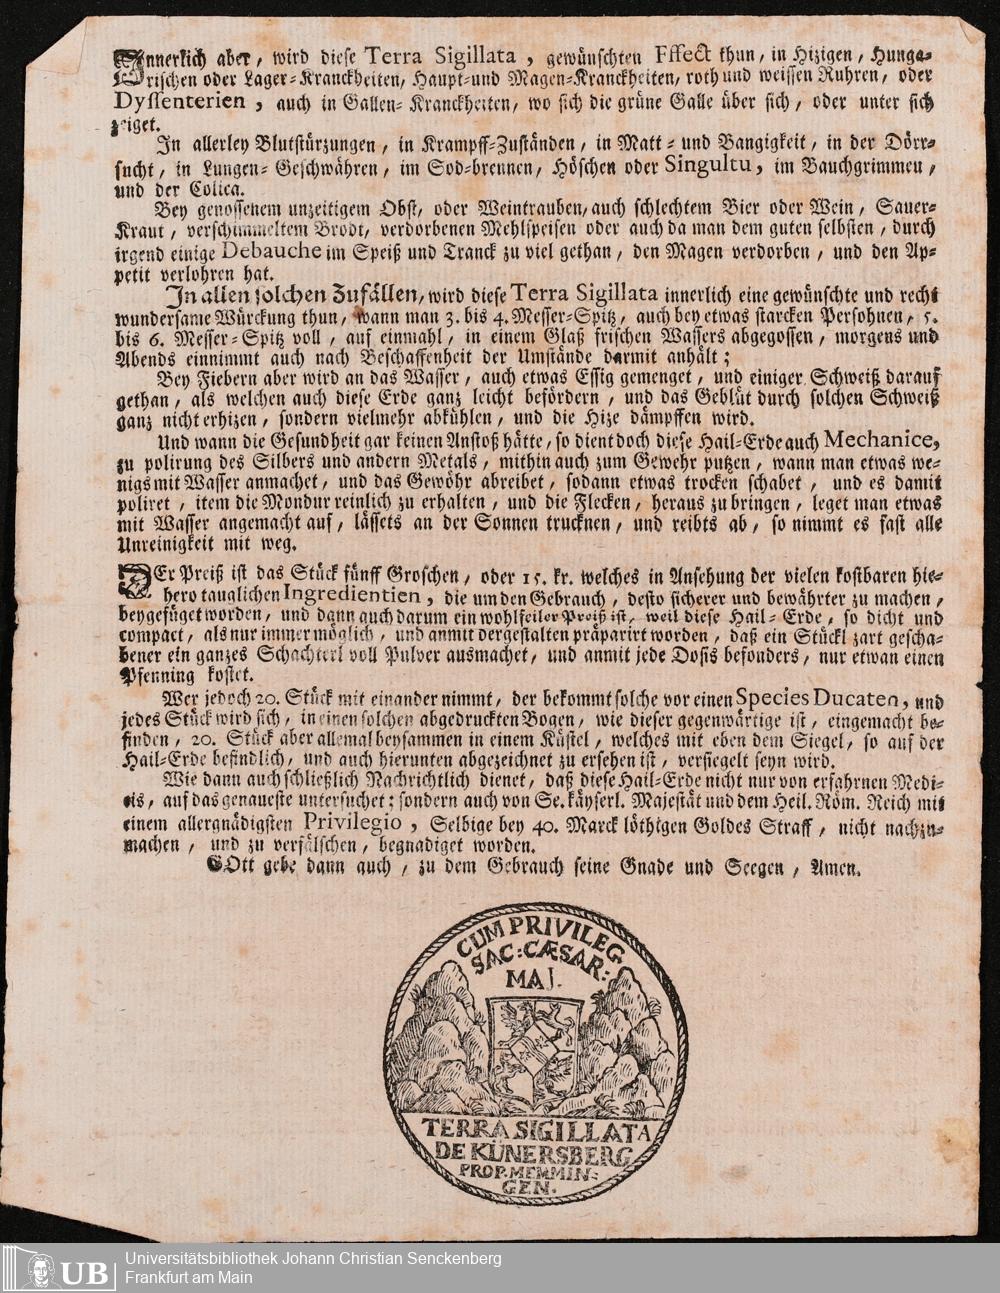 Innerlich aber, wird diese Terra Sigillata, gewünschten Fffect thun, in Hizigen, Hunga-
rischen oder Lager-Kranckheiten, Haupt-und Magen-Kranckheiten, roth und weissen Ruhren, oder
Dyssenterien, auch in Gallen-Kranckheiten, wo sich die grüne Galle über sich, oder unter sich
zeiget.
In allerley Blutstürzungen, in Krampff-Zuständen, in Matt- und Bangigkeit, in der Dörr-
sucht, in Lungen-Geschwähren, im Sod-brennen, Höschen oder Singultu, im Bauchgrimmen,
und der Colica.
Bey genossenem unzeitigem Obst, oder Weintrauben, auch schlechtem Bier oder Wein, Sauer-
Kraut, verschimmeltem Brodt, verdorbenen Mehlspeisen oder auch da man dem guten selbsten, durch
irgend einige Debauche im Speiß und Tranck zu viel gethan, den Magen verdorben, und den Ap-
petit verlohren hat.
In allen solchen Zufällen, wird diese Terra Sigillata innerlich eine gewünschte und recht
wundersame Würckung thun, wann man 3. bis 4. Messer-Spitz, auch bey etwas starcken Persohnen, 5.
bis 6. Messer-Spitz voll, auf einmahl, in einem Glaß frischen Wassers abgegossen, morgens und
Abends einnimmt auch nach Beschaffenheit der Umstände darmit anhält;
Bey Fiebern aber wird an das Wasser, auch etwas Essig gemenget, und einiger Schweiß darauf
gethan, als welchen auch diese Erde ganz leicht befördern, und das Geblüt durch solchen Schweiß
ganz nicht erhizen, sondern vielmehr abkühlen, und die Hize dämpffen wird.
Und wann die Gesundheit gar keinen Anstoß hätte, so dient doch diese Hail-Erde auch Mechanice,
zu polirung des Silbers und andern Metals, mithin auch zum Gewehr putzen, wann man etwas we-
nigs mit Wasser anmachet, und das Gewöhr abreibet, sodann etwas trocken schabet, und es damit
poliret, item die Mondur reinlich zu erhalten, und die Flecken, heraus zu bringen, leget man etwas
mit Wasser angemacht auf, lässets an der Sonnen trucknen, und reibts ab, so nimmt es fast alle
Unreinigkeit mit weg.
DEr Preiß ist das Stück fünff Groschen, oder 15. kr. welches in Ansehung der vielen kostbaren hie-
hero tauglichen Ingredientien, die um den Gebrauch, desto sicherer und bewährter zu machen,
beygefüget worden, und dann auch darum ein wohlfeiler Preiß ist, weil diese Hail-Erde, so dicht und
compact, als nur immer möglich, und anmit dergestalten präparirt worden, daß ein Stückl zart gescha-
bener ein ganzes Schachterl voll Pulver ausmachet, und anmit jede Dosis besonders, nur etwan einen
Pfenning kostet.
Wer jedoch 20. Stück mit einander nimmt, der bekommt solche vor einen Species Ducaten, und
jedes Stück wird sich, in einen solchen abgedruckten Bogen, wie dieser gegenwärtige ist, eingemacht be-
finden, 20. Stück aber allemal beysammen in einem Küstel, welches mit eben dem Siegel, so auf der
Hail-Erde befindlich, und auch hierunten abgezeichnet zu ersehen ist, versiegelt seyn wird.
Wie dann auch schließlich Nachrichtlich dienet, daß diese Hail-Erde nicht nur von erfahrnen Medi-
cis, auf das genaueste untersuchet; sondern auch von Se. käyserl. Majestät und dem Heil. Röm. Reich mit
einem allergnädigsten Privilegio, Selbige bey 40. Marck löthigen Goldes Straff, nicht nachzu-
machen, und zu verfälschen, begnadiget worden.
GOtt gebe dann auch, zu dem Gebrauch seine Gnade und Seegen, Amen.
CUM PRIVILEG
SAC: CÆSAR:
MAJ.
TERRA SIGILLATA
DE KÜNERSBERG
PROP. MEMMIN-
GEN.
UB
Universitätsbibliothek Johann Christian Senckenberg
Frankfurt am Main